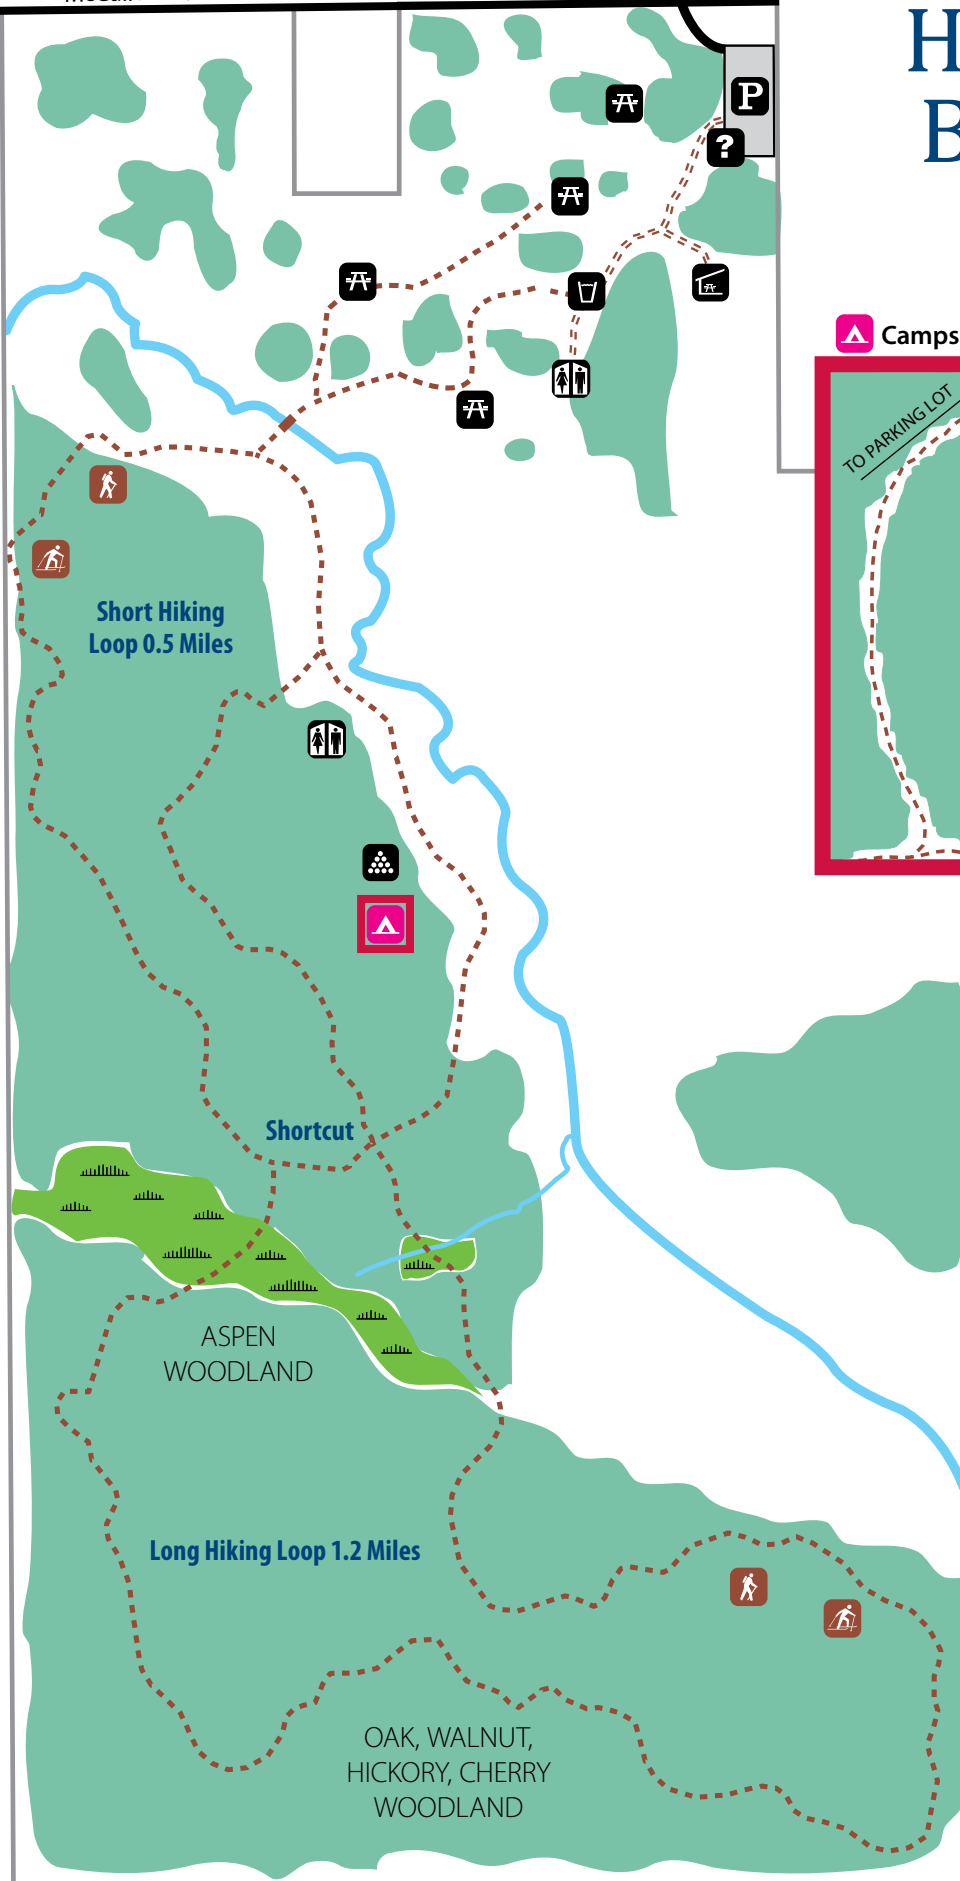 H
B
P
?
Camps
TO PARKING LOT
Short Hiking
Loop 0.5 Miles
Shortcut
ASPEN
WOODLAND
Long Hiking Loop 1.2 Miles
OAK, WALNUT,
HICKORY, CHERRY
WOODLAND